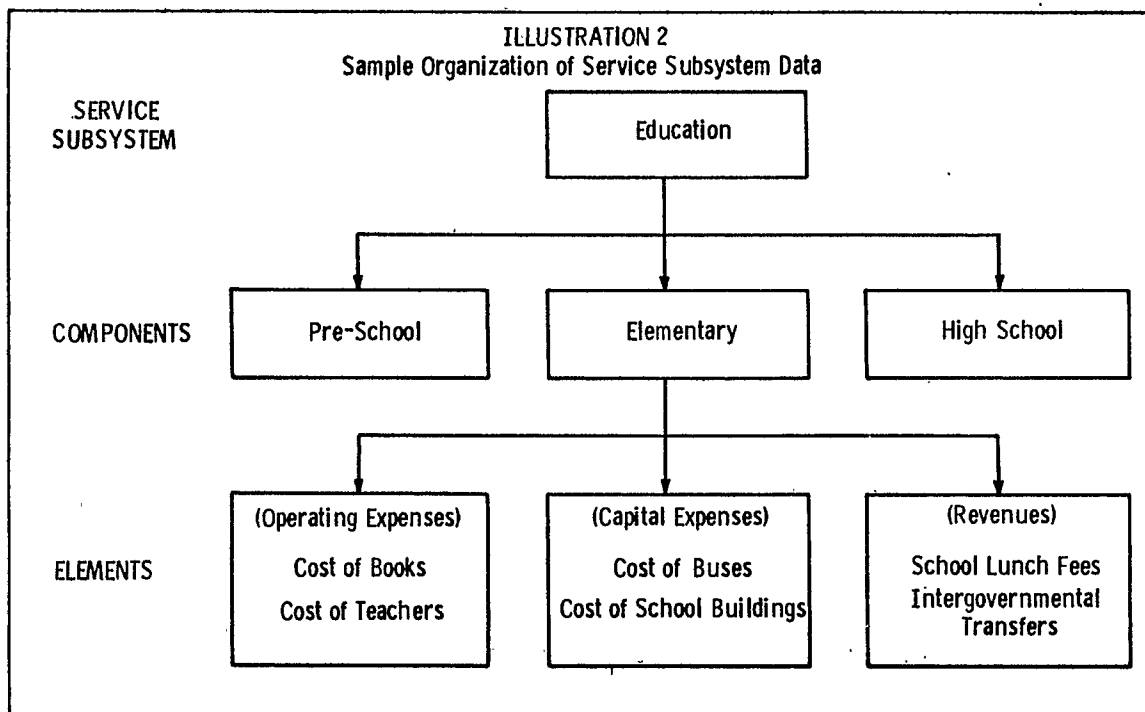 ILLUSTRATION 2
Sample Organization of Service Subsystem Data
SERVICE
SUBSYSTEM
Education
COMPONENTS
Pre-School
Elementary
High School
ELEMENTS
(Operating Expenses)
Cost of Books
Cost of Teachers
(Capital Expenses)
Cost of Buses
Cost of School Buildings
(Revenues)
School Lunch Fees
Intergovernmental
Transfers